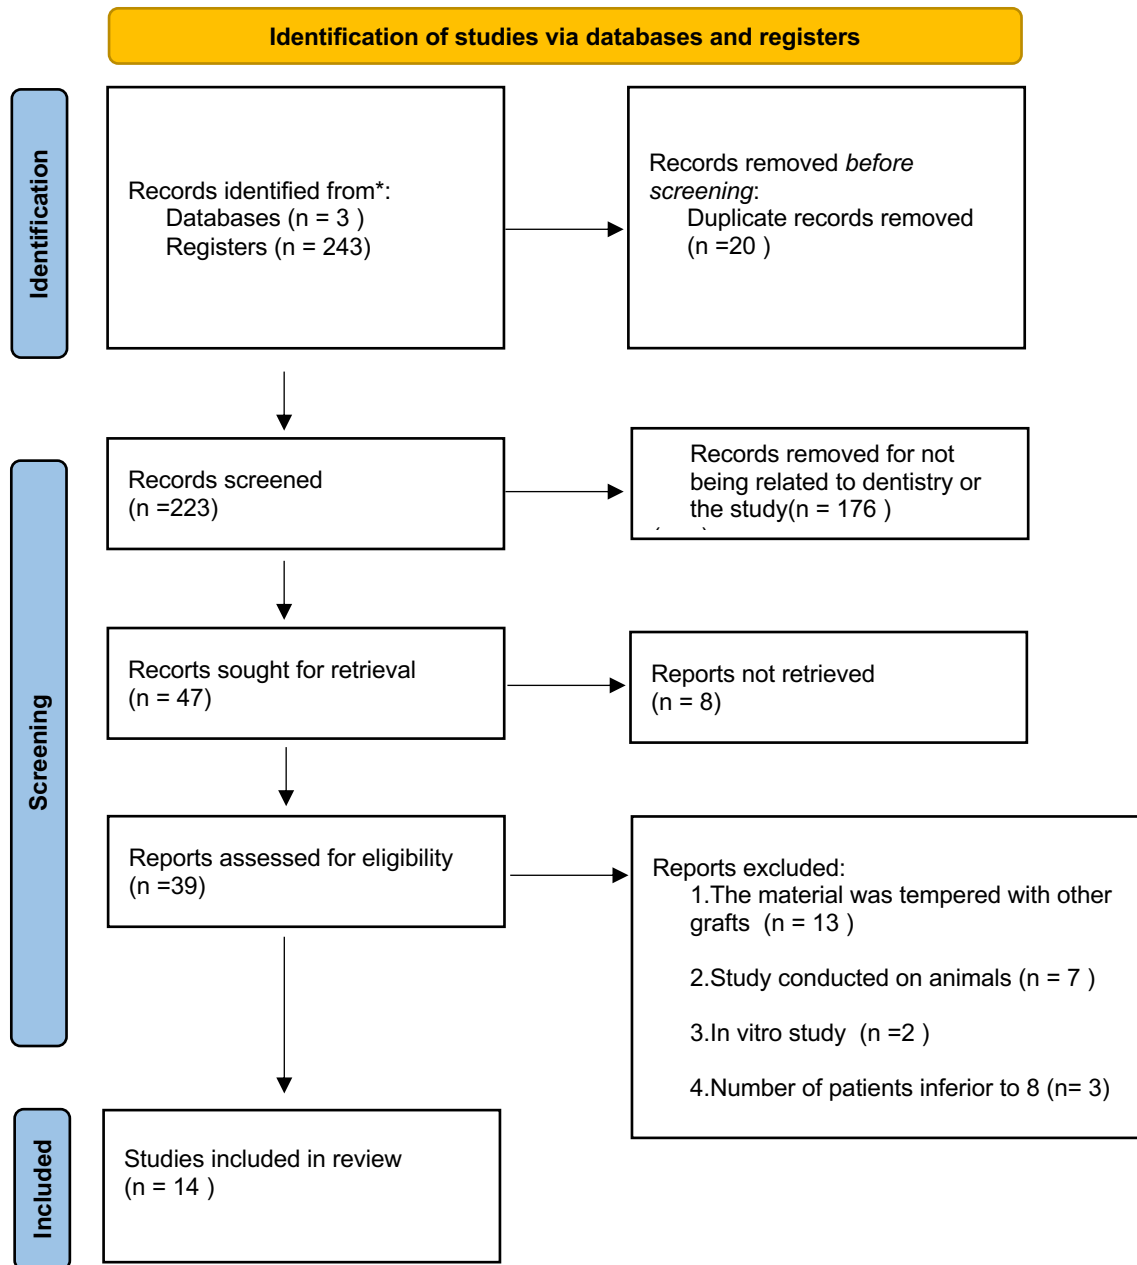 Identification of studies via databases and registers
Identification
Records identified from*:
Databases (n = 3 )
Registers (n = 243)
Records removed before
screening:
Duplicate records removed
(n =20 )
Screening
Records screened
(n =223)
Records removed for not
being related to dentistry or
the study(n = 176 )
Recorts sought for retrieval
(n = 47)
Reports not retrieved
(n = 8)
Reports assessed for eligibility
(n =39)
Reports excluded:
1.The material was tempered with other
grafts (n = 13 )
2.Study conducted on animals (n = 7 )
3.In vitro study (n =2 )
4.Number of patients inferior to 8 (n= 3)
Included
Studies included in review
(n = 14 )